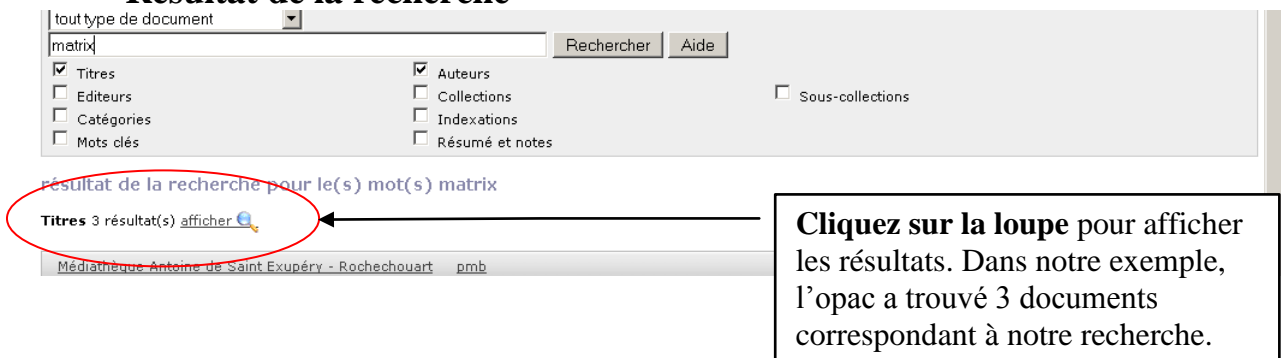 Résultat de la recherche
tout type de document
matrix
Rechercher Aide
Titres Auteurs
Editeurs Collections Sous-collections
Catégories Indexations
Mots clés Résumé et notes
résultat de la recherche pour le(s) mot(s) matrix
Titres 3 résultat(s) afficher
Médiathèque Antoine de Saint Exupéry - Rochechouart pmb
Cliquez sur la loupe pour afficher
les résultats. Dans notre exemple,
l’opac a trouvé 3 documents
correspondant à notre recherche.